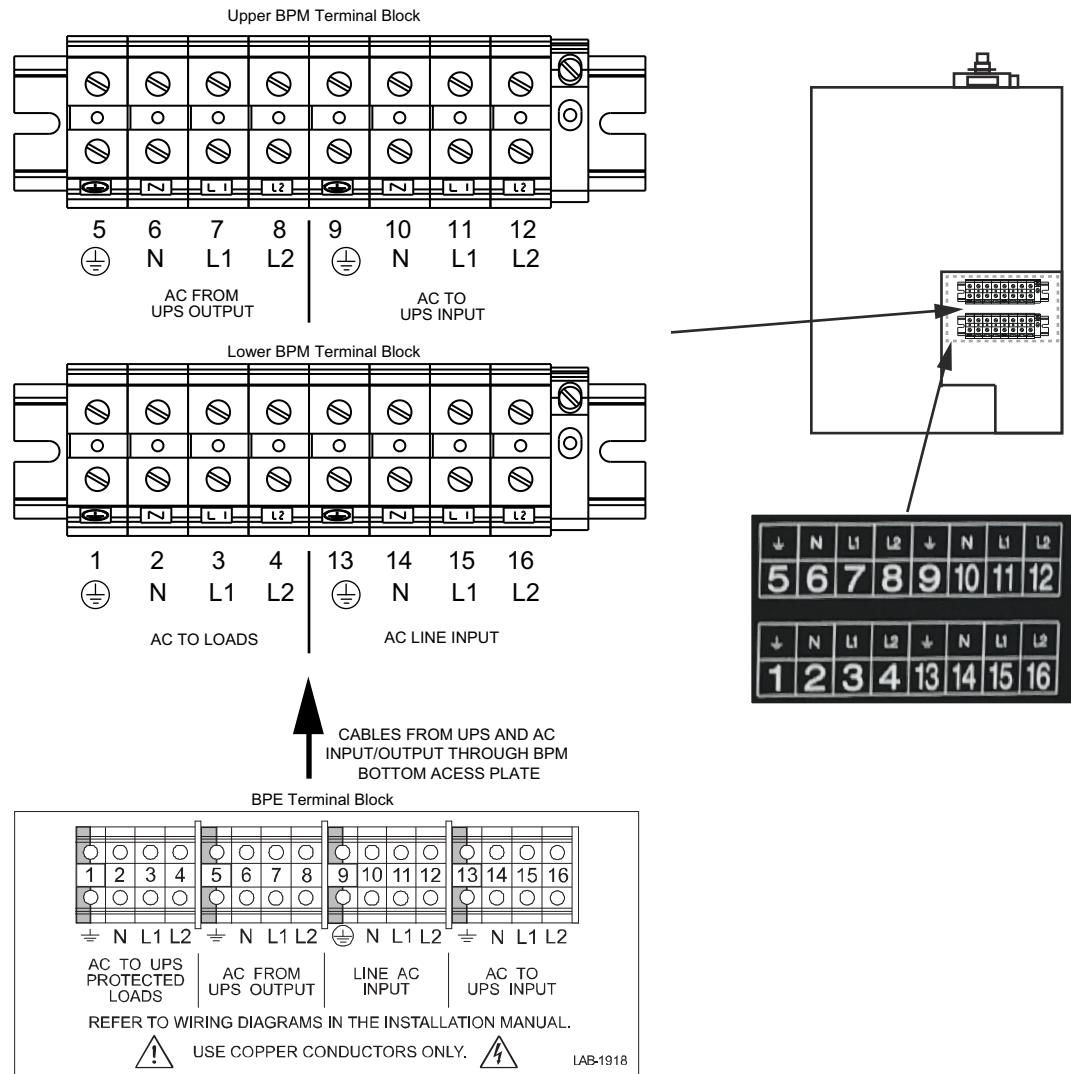 Upper BPM Terminal Block
N L1 L2 N L1 L2
5 6 7 8 9 10 11 12
N L1 L2 N L1 L2
AC FROM
UPS OUTPUT
AC TO
UPS INPUT
Lower BPM Terminal Block
N L1 L2 N L1 L2
1 2 3 4 13 14 15 16
N L1 L2 N L1 L2
AC TO LOADS
AC LINE INPUT
CABLES FROM UPS AND AC
INPUT/OUTPUT THROUGH BPM
BOTTOM ACESS PLATE
BPE Terminal Block
1 2 3 4 5 6 7 8 9 10 11 12 13 14 15 16
N L1 L2 N L1 L2 N L1 L2 N L1 L2
AC TO UPS
PROTECTED
LOADS
AC FROM
UPS OUTPUT
LINE AC
INPUT
AC TO
UPS INPUT
REFER TO WIRING DIAGRAMS IN THE INSTALLATION MANUAL.
USE COPPER CONDUCTORS ONLY.
LAB-1918
N L1 L2 N L1 L2
5 6 7 8 9 10 11 12
N L1 L2 N L1 L2
1 2 3 4 13 14 15 16